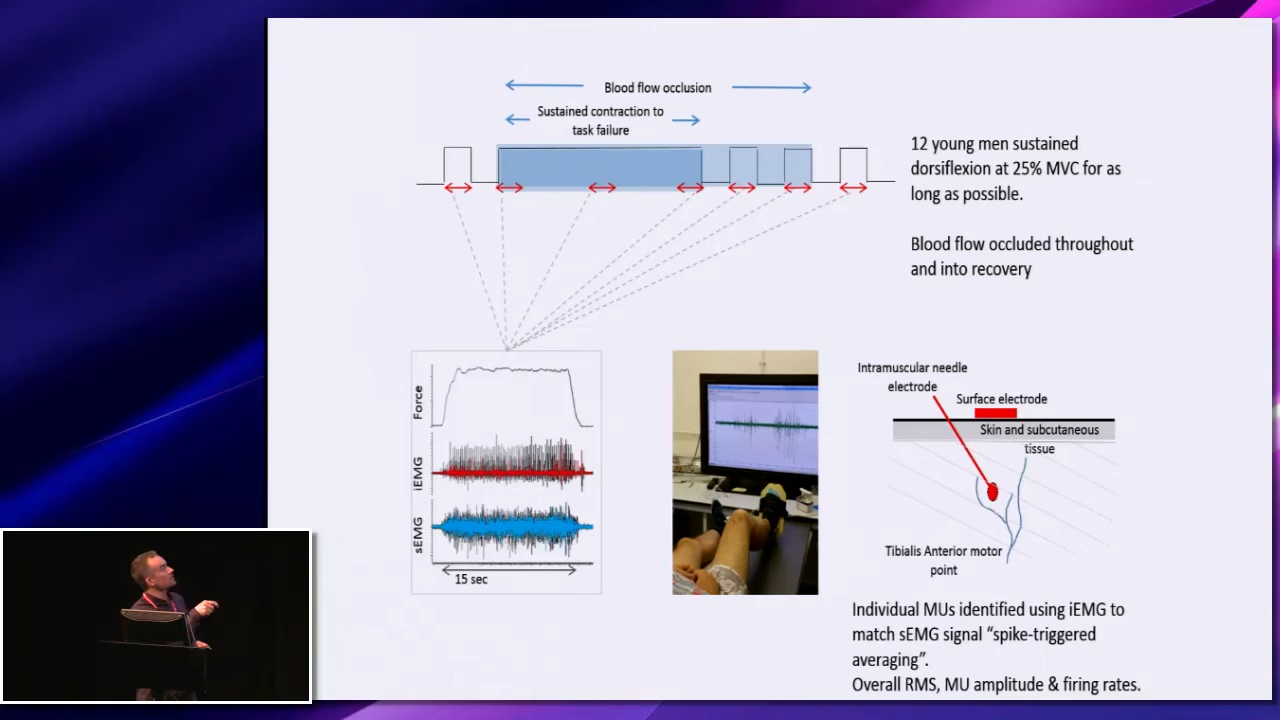 Blood flow occlusion
Sustained contraction to
task failure
12 young men sustained
dorsiflexion at 25% MVC for as
long as possible.
Blood flow occluded throughout
and into recovery
Force
iEMG
sEMG
15 sec
Intramuscular needle
electrode
Surface electrode
Skin and subcutaneous
tissue
Tibialis Anterior motor
point
Individual MUs identified using iEMG to
match sEMG signal “spike-triggered
averaging”.
Overall RMS, MU amplitude & firing rates.